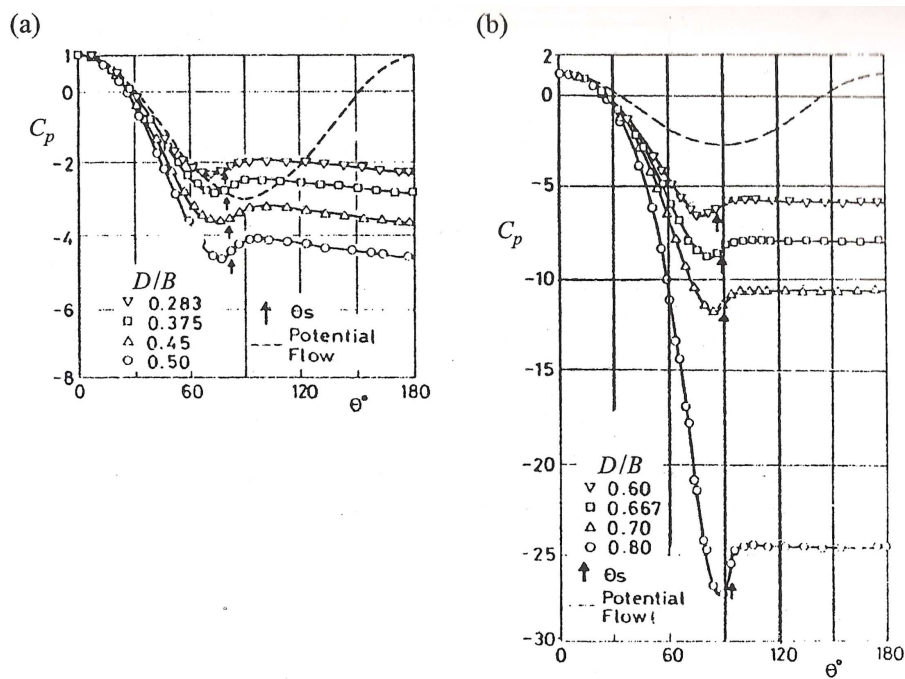 (a)
1
0
-2
-4
-6
-8
Cp
D/B
▽ 0.283
□ 0.375
△ 0.45
○ 0.50
↑ Θs
--- Potential
Flow
0
60
120
180
Θ°
(b)
2
0
-5
-10
-15
-20
-25
-30
Cp
D/B
▽ 0.60
□ 0.667
△ 0.70
○ 0.80
↑ Θs
--- Potential
Flow
0
60
120
180
Θ°